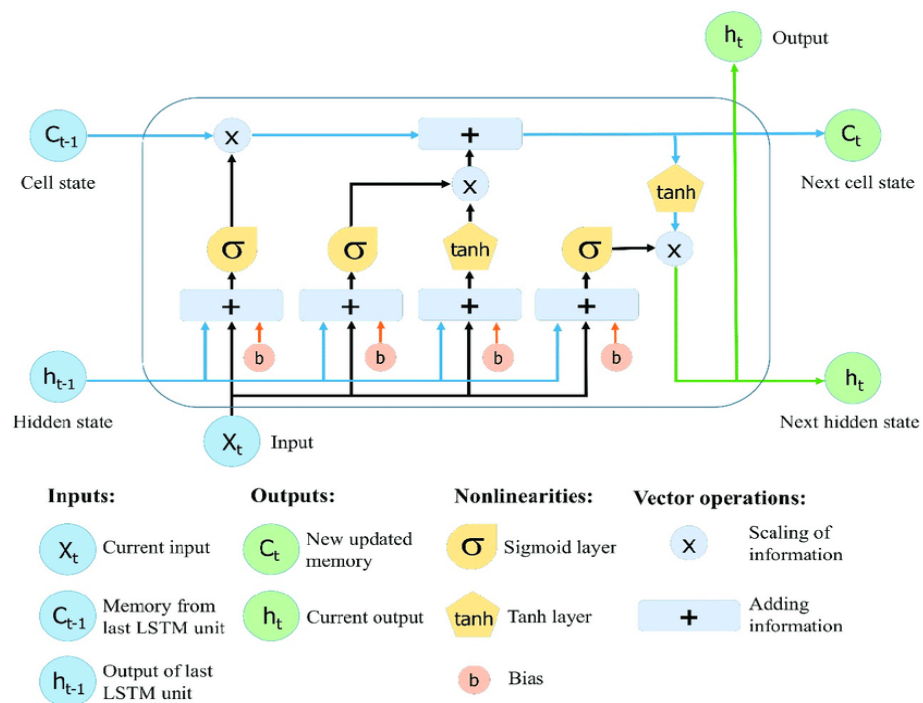 hₜ Output
Cₜ₋₁ x + Cₜ
Cell state Next cell state
x tanh
σ σ tanh σ x
+ + + +
b b b b
hₜ₋₁ hₜ
Hidden state Next hidden state
Xₜ Input
Inputs: Outputs: Nonlinearities: Vector operations:
Xₜ Current input
Cₜ₋₁ Memory from
last LSTM unit
hₜ₋₁ Output of last
LSTM unit
Cₜ New updated
memory
hₜ Current output
σ Sigmoid layer
tanh Tanh layer
b Bias
x Scaling of
information
+ Adding
information